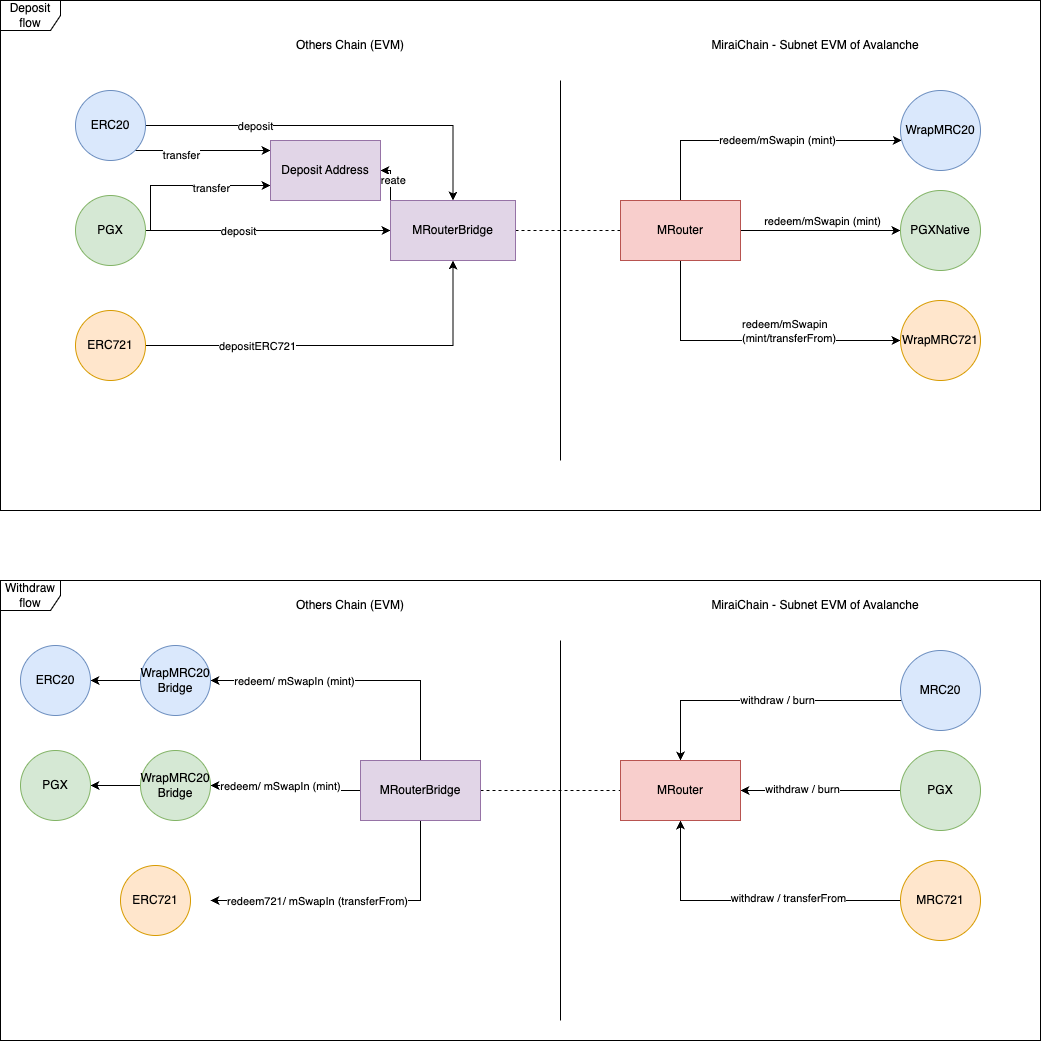 Deposit
flow
Others Chain (EVM)
MiraiChain - Subnet EVM of Avalanche
ERC20
deposit
transfer
Deposit Address
reate
transfer
PGX
deposit
MRouterBridge
ERC721
depositERC721
MRouter
redeem/mSwapin (mint)
WrapMRC20
redeem/mSwapin (mint)
PGXNative
redeem/mSwapin
(mint/transferFrom)
WrapMRC721
Withdraw
flow
Others Chain (EVM)
MiraiChain - Subnet EVM of Avalanche
ERC20
WrapMRC20
Bridge
redeem/ mSwapIn (mint)
PGX
WrapMRC20
Bridge
redeem/ mSwapIn (mint)
MRouterBridge
ERC721
redeem721/ mSwapIn (transferFrom)
MRouter
withdraw / burn
MRC20
withdraw / burn
PGX
withdraw / transferFrom
MRC721